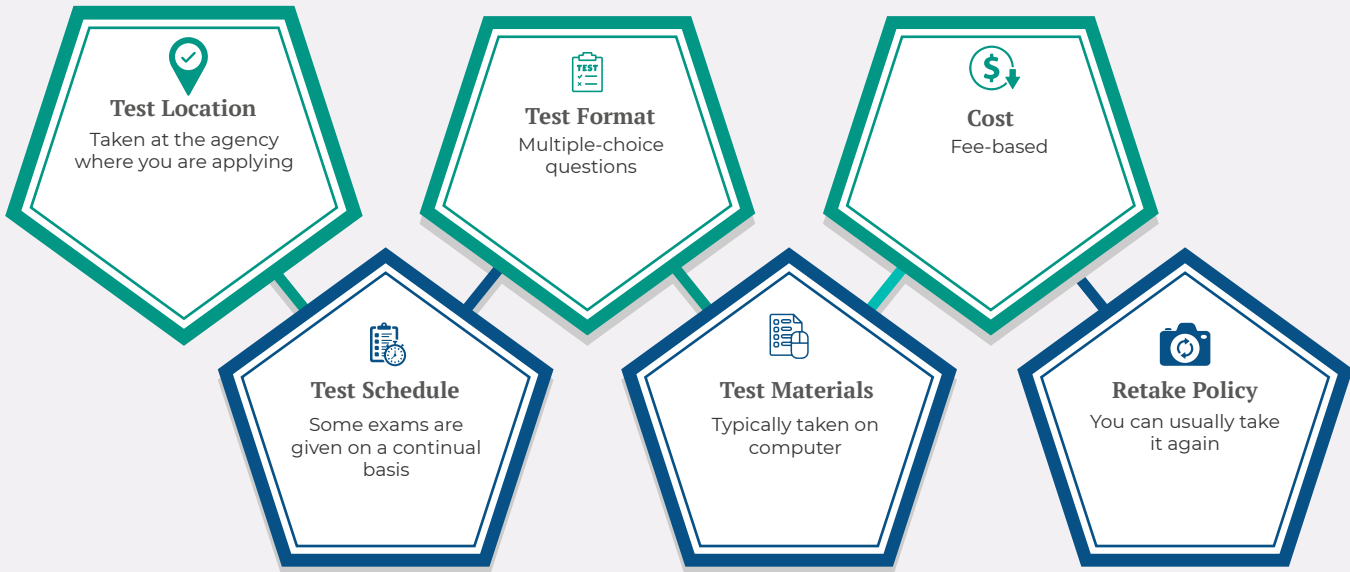 Test Location
Taken at the agency
where you are applying
TEST
Test Format
Multiple-choice
questions
Cost
Fee-based
Test Schedule
Some exams are
given on a continual
basis
Test Materials
Typically taken on
computer
Retake Policy
You can usually take
it again